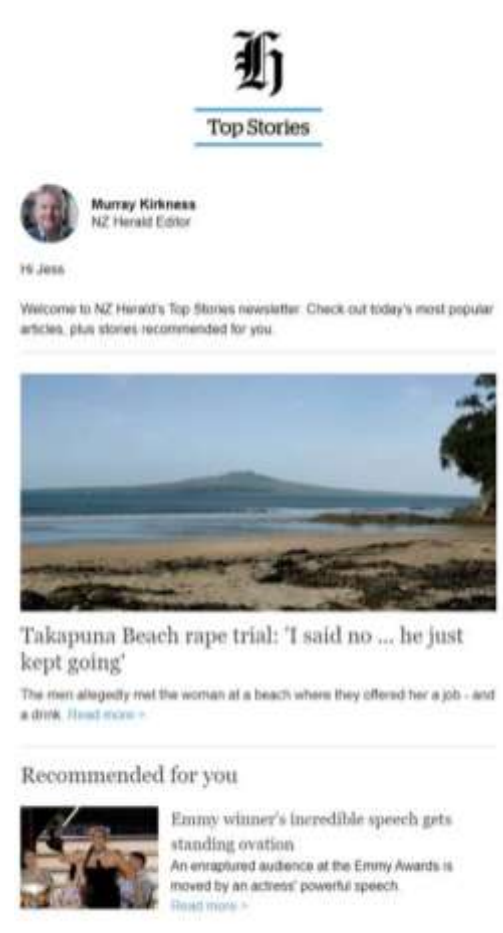 Top Stories
Murray Kirkness
NZ Herald Editor
Hi Jess
Welcome to NZ Herald's Top Stories newsletter. Check out today's most popular
articles, plus stories recommended for you.
Takapuna Beach rape trial: 'I said no ... he just
kept going'
The men allegedly met the woman at a beach where they offered her a job - and
a drink. Read more >
Recommended for you
Emmy winner's incredible speech gets
standing ovation
An enraptured audience at the Emmy Awards is
moved by an actress' powerful speech.
Read more >